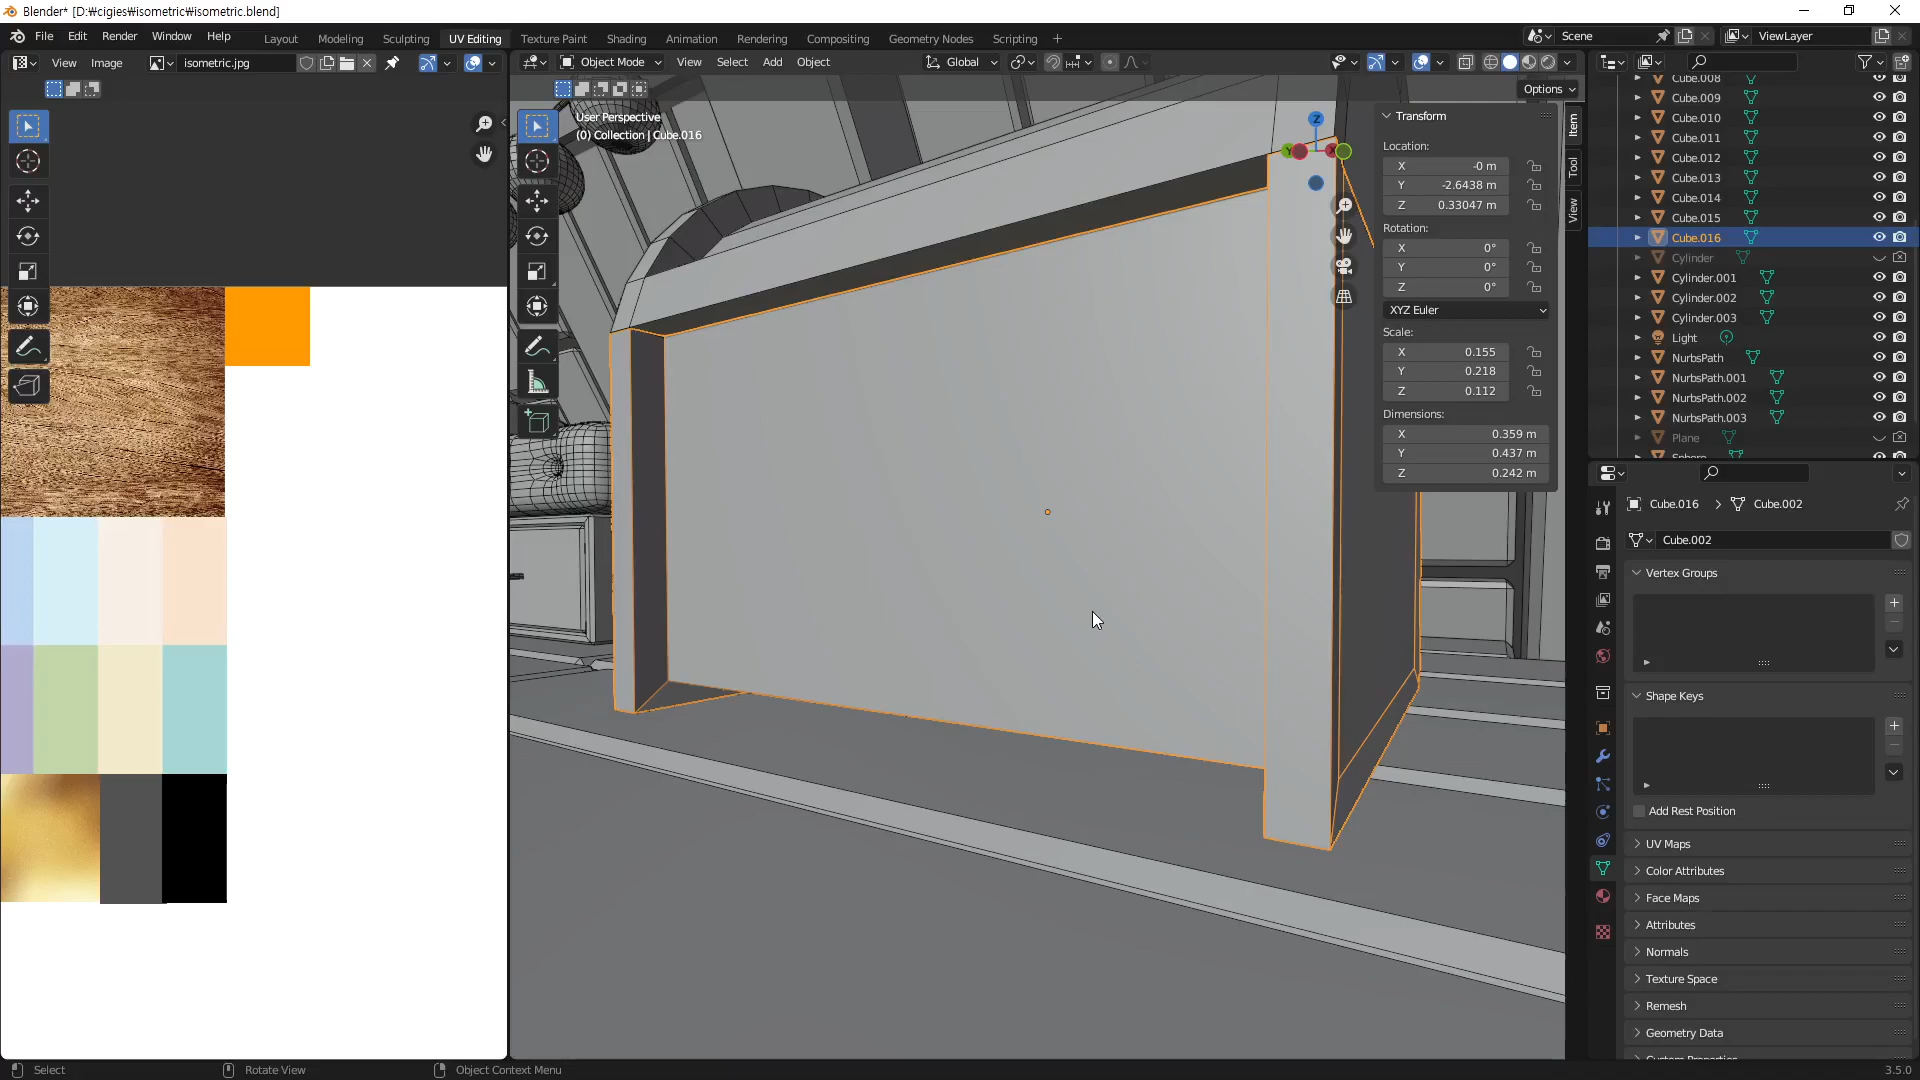 Blender* [D:₩cigies₩isometric₩isometric.blend]
File Edit Render Window Help
Layout Modeling Sculpting UV Editing Texture Paint Shading Animation Rendering Compositing Geometry Nodes Scripting +
Scene
ViewLayer
View Image
isometric.jpg
Object Mode
View Select Add Object
Global
Options
User Perspective
(0) Collection | Cube.016
Z
Y
X
Transform
Location:
X -0 m
Y -2.6438 m
Z 0.33047 m
Rotation:
X 0°
Y 0°
Z 0°
XYZ Euler
Scale:
X 0.155
Y 0.218
Z 0.112
Dimensions:
X 0.359 m
Y 0.437 m
Z 0.242 m
Item
Tool
View
Cube.008
Cube.009
Cube.010
Cube.011
Cube.012
Cube.013
Cube.014
Cube.015
Cube.016
Cylinder
Cylinder.001
Cylinder.002
Cylinder.003
Light
NurbsPath
NurbsPath.001
NurbsPath.002
NurbsPath.003
Plane
Sphere
Cube.016 > Cube.002
Cube.002
Vertex Groups
Shape Keys
Add Rest Position
UV Maps
Color Attributes
Face Maps
Attributes
Normals
Texture Space
Remesh
Geometry Data
Custom Properties
Select
Rotate View
Object Context Menu
3.5.0